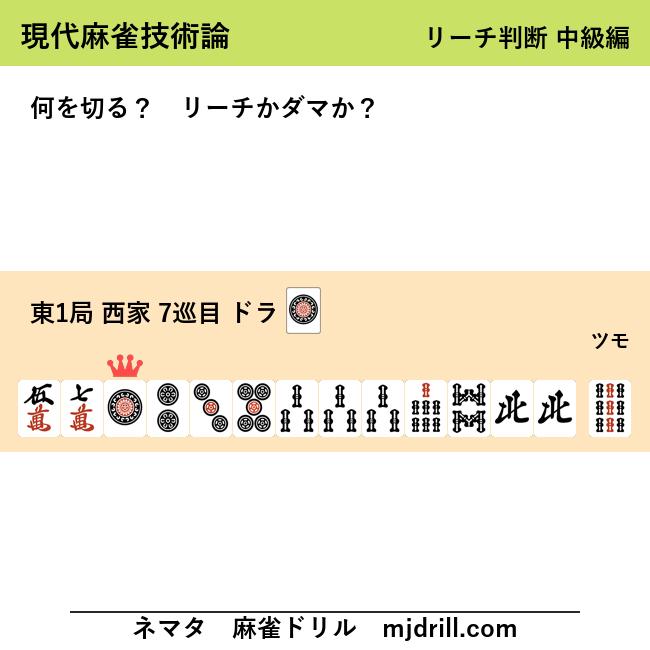 現代麻雀技術論 リーチ判断 中級編
何を切る？ リーチかダマか？
東1局 西家 7巡目 ドラ
ツモ
伍萬 七萬 北 北
ネマタ 麻雀ドリル mjdrill.com